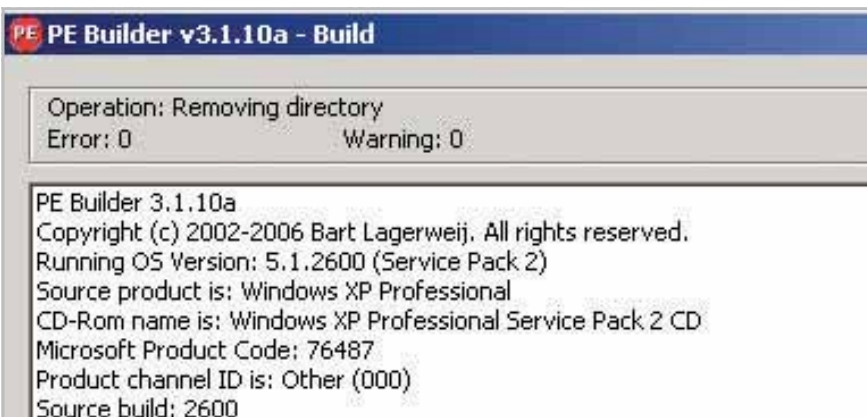 PE PE Builder v3.1.10a - Build
Operation: Removing directory
Error: 0 Warning: 0
PE Builder 3.1.10a
Copyright (c) 2002-2006 Bart Lagerweij. All rights reserved.
Running OS Version: 5.1.2600 (Service Pack 2)
Source product is: Windows XP Professional
CD-Rom name is: Windows XP Professional Service Pack 2 CD
Microsoft Product Code: 76487
Product channel ID is: Other (000)
Source build: 2600